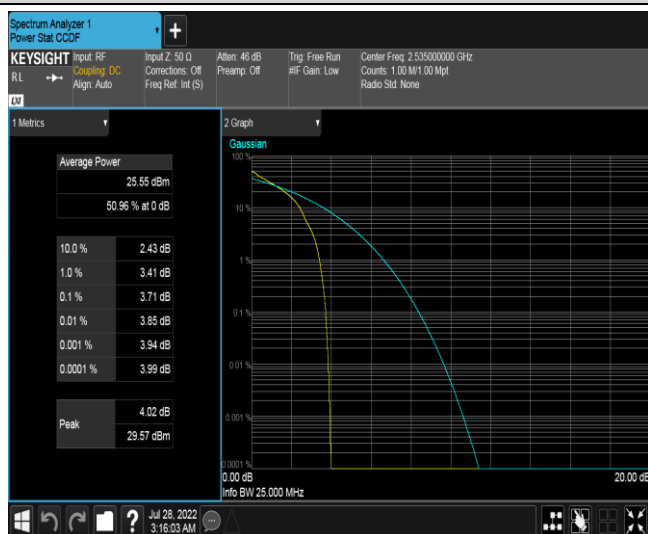 Spectrum Analyzer 1
Power Stat CCDF
+
KEYSIGHT
RL
LXI
Input: RF
Coupling: DC
Align: Auto
Input Z: 50 Ω
Corrections: Off
Freq Ref: Int (S)
Atten: 46 dB
Preamp: Off
Trig: Free Run
#IF Gain: Low
Center Freq: 2.535000000 GHz
Counts: 1.00 M/1.00 Mpt
Radio Std: None
1 Metrics
Average Power
25.55 dBm
50.96 % at 0 dB
10.0 % 2.43 dB
1.0 % 3.41 dB
0.1 % 3.71 dB
0.01 % 3.85 dB
0.001 % 3.94 dB
0.0001 % 3.99 dB
Peak
4.02 dB
29.57 dBm
2 Graph
Gaussian
100 %
10 %
1 %
0.1 %
0.01 %
0.001 %
0.0001 %
0.00 dB 20.00 dB
Info BW 25.000 MHz
?
Jul 28, 2022
3:16:03 AM